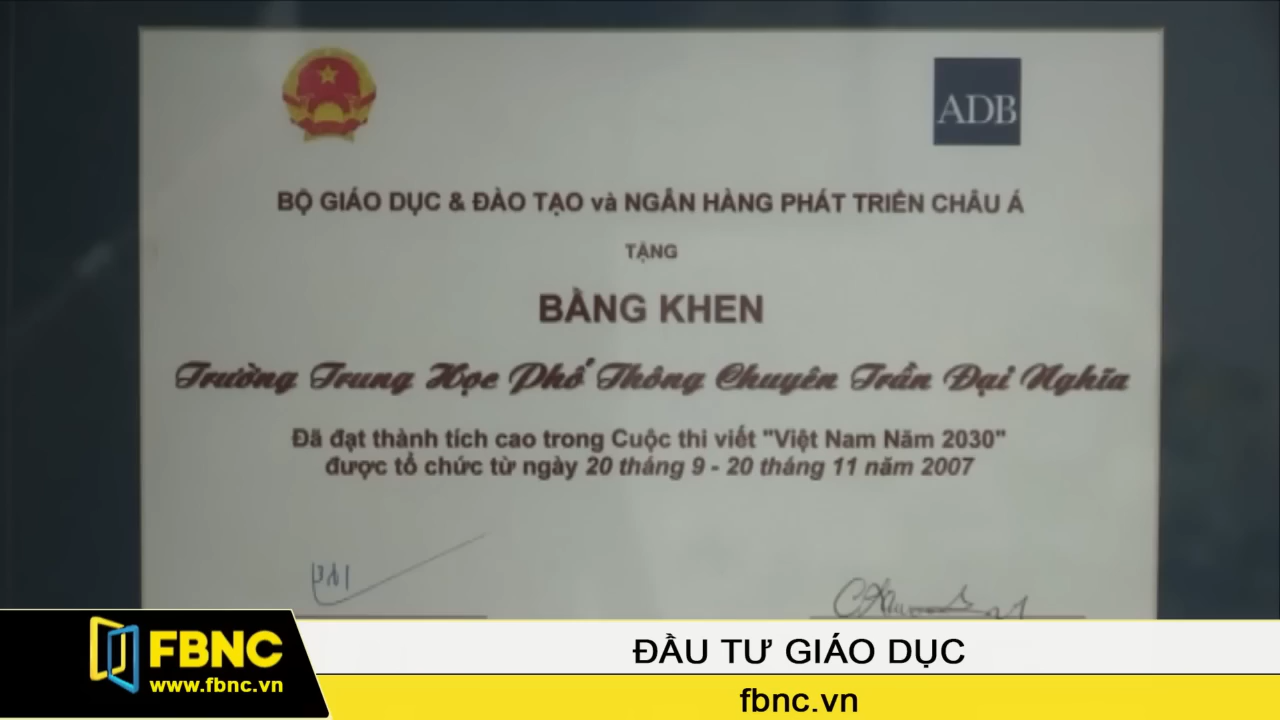 ADB
BỘ GIÁO DỤC & ĐÀO TẠO và NGÂN HÀNG PHÁT TRIỂN CHÂU Á
TẶNG
BẰNG KHEN
Trường Trung Học Phổ Thông Chuyên Trần Đại Nghĩa
Đã đạt thành tích cao trong Cuộc thi viết "Việt Nam Năm 2030"
được tổ chức từ ngày 20 tháng 9 - 20 tháng 11 năm 2007
FBNC
www.fbnc.vn
ĐẦU TƯ GIÁO DỤC
fbnc.vn